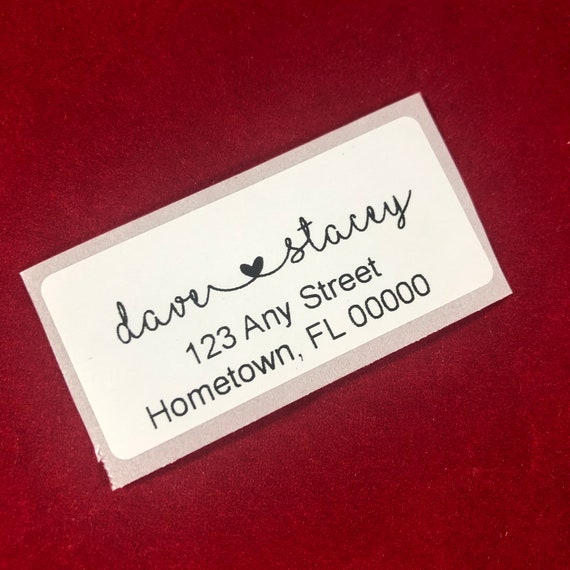 dave ♥ stacey
123 Any Street
Hometown, FL 00000